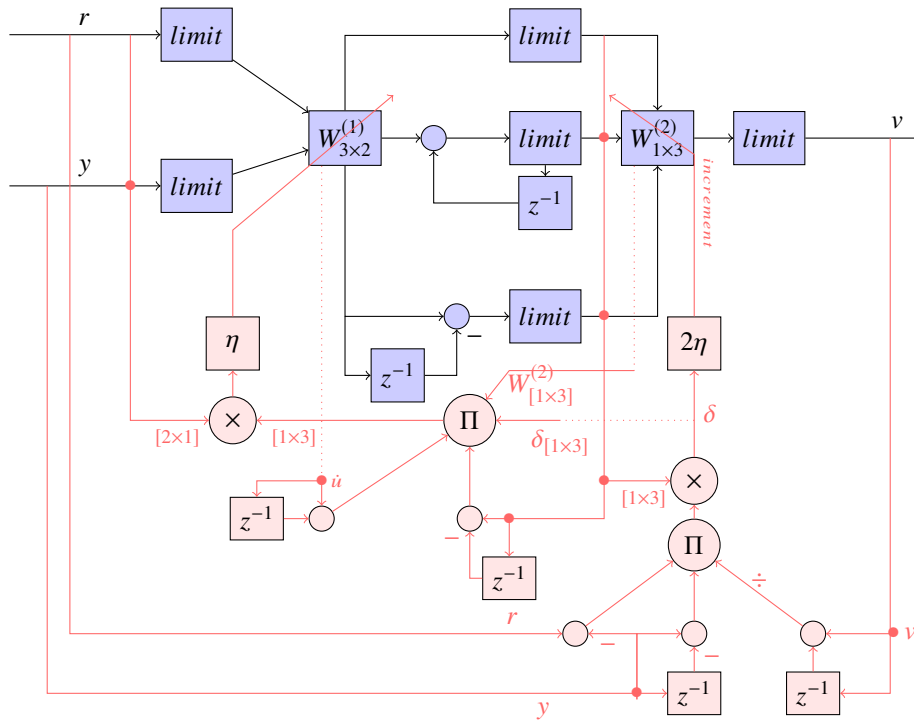 r
v
limit
limit
W^{(1)}_{3×2}
limit
W^{(2)}_{1×3}
limit
y
limit
increment
z^{-1}
limit
η
2η
−
z^{-1}
W^{(2)}_{[1×3]}
δ
×
Π
[2×1]
[1×3]
δ_{[1×3]}
u̇
×
[1×3]
z^{-1}
−
Π
z^{-1}
÷
r
−
v
−
z^{-1}
z^{-1}
y